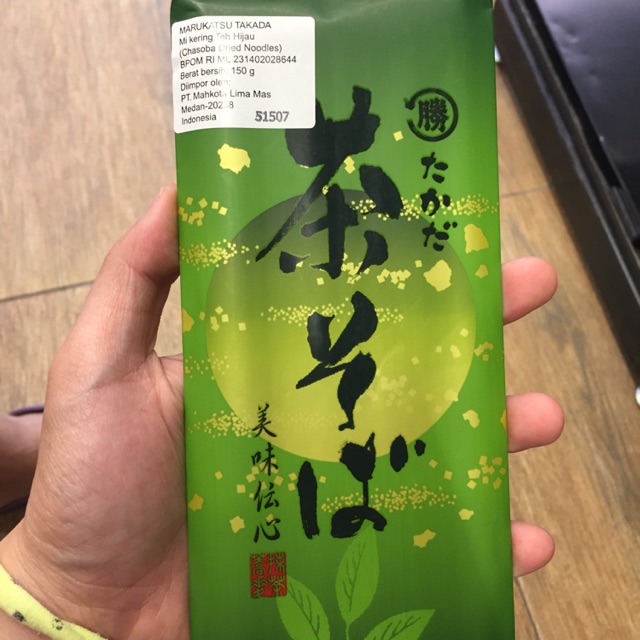 MARUKATSU TAKADA
Mi kering Teh Hijau
(Chasoba Dried Noodles)
BPOM RI ML 231402028644
Berat bersih 150 g
Diimpor oleh:
PT. Mahkota Lima Mas
Medan-20238
Indonesia 51507
勝
たかだ
茶そば
美味伝心